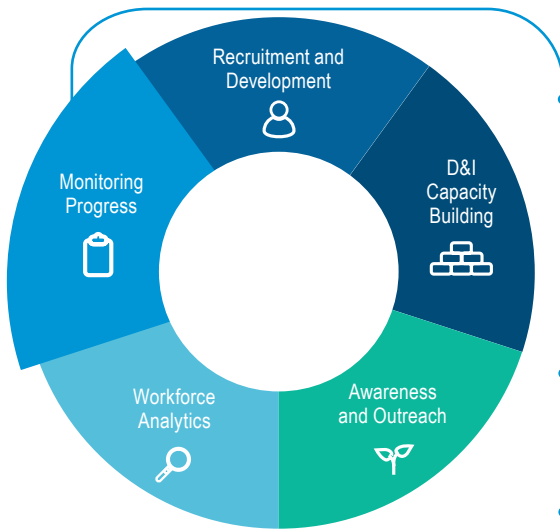 Recruitment and
Development
D&I
Capacity
Building
Awareness
and Outreach
Workforce
Analytics
Monitoring
Progress